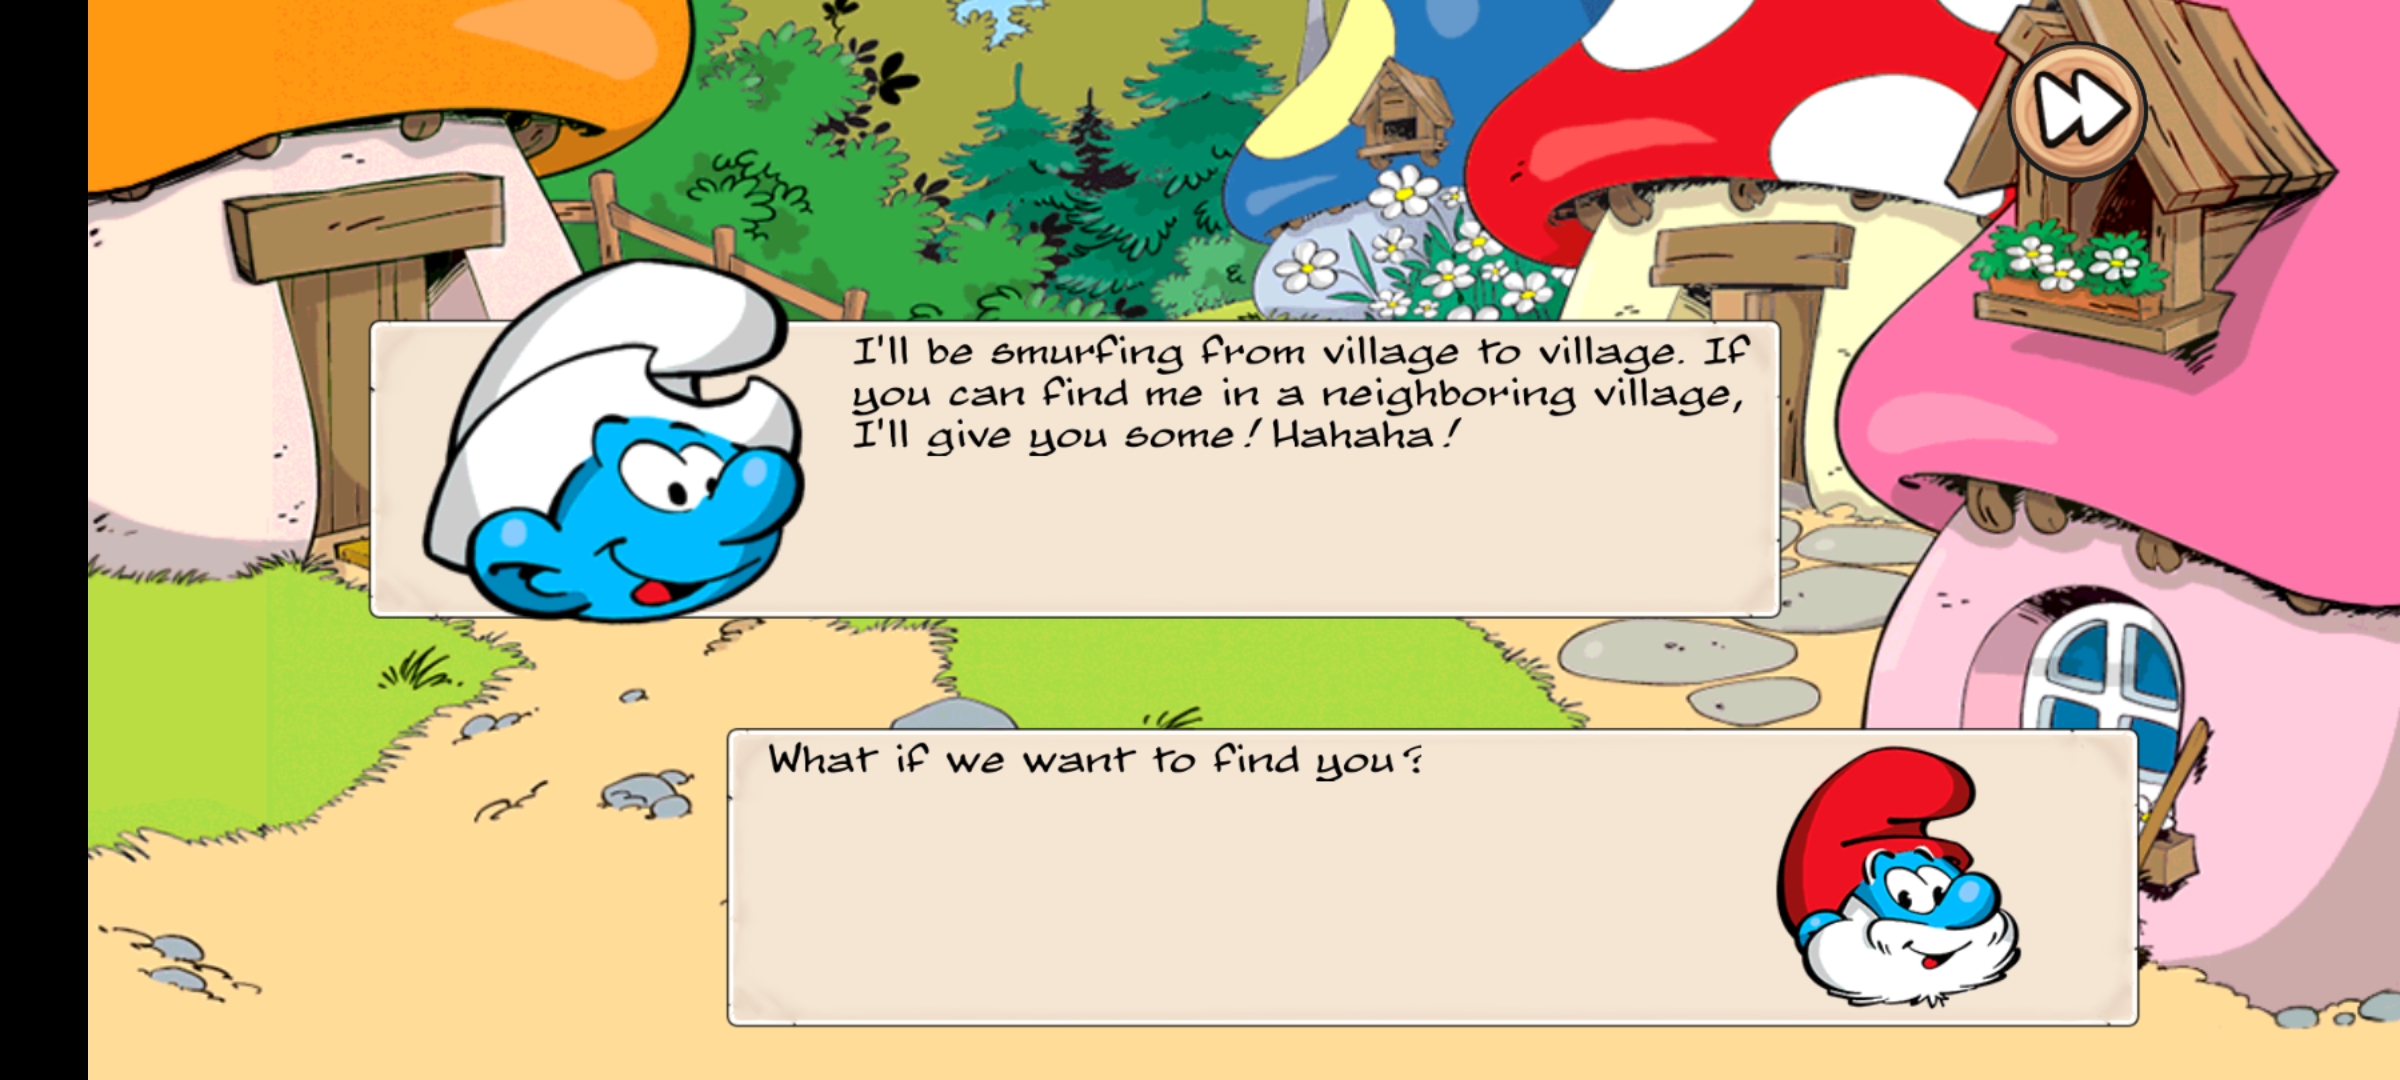 I'll be smurfing from village to village. If
you can find me in a neighboring village,
I'll give you some! Hahaha!
What if we want to find you?